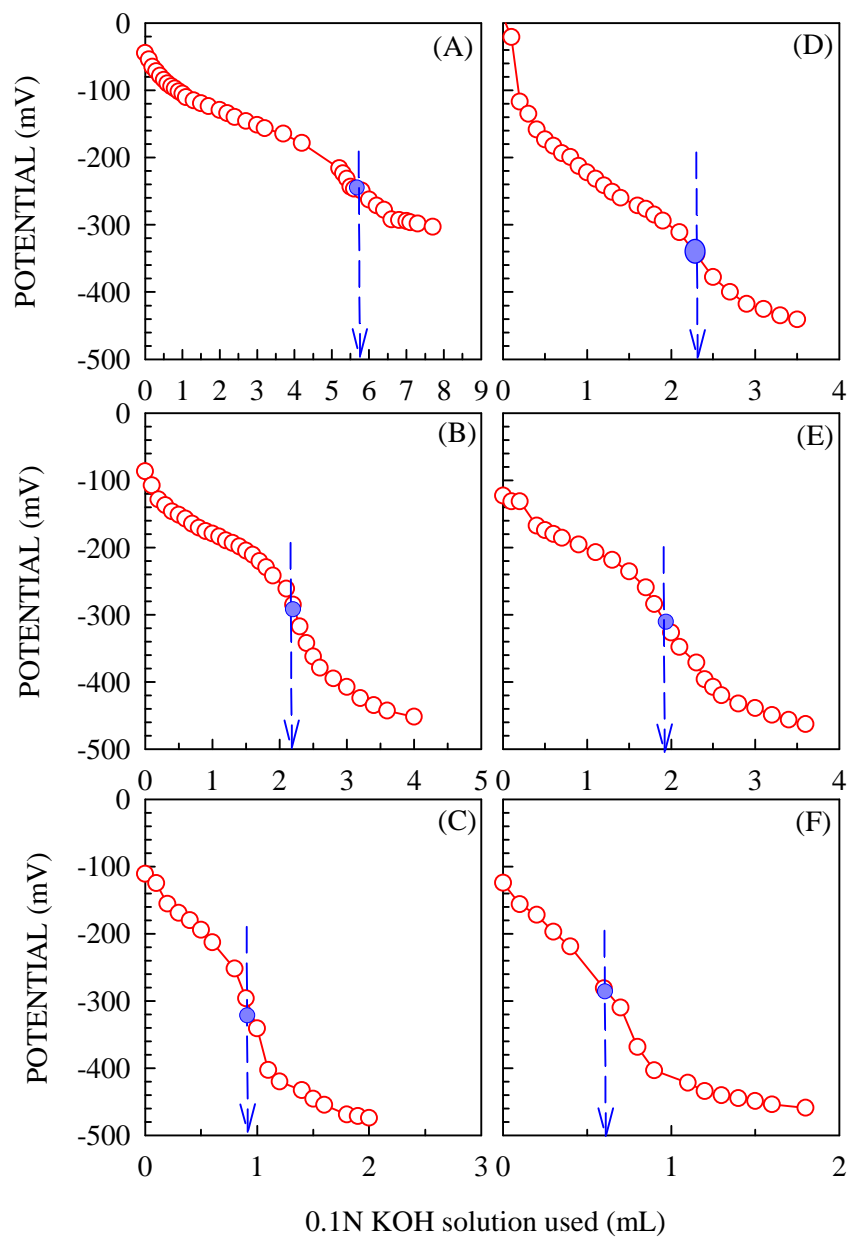 (A)
0
-100
-200
-300
-400
-500
POTENTIAL (mV)
0 1 2 3 4 5 6 7 8 9
(D)
0 1 2 3 4
(B)
0
-100
-200
-300
-400
-500
POTENTIAL (mV)
0 1 2 3 4 5
(E)
0 1 2 3 4
(C)
0
-100
-200
-300
-400
-500
POTENTIAL (mV)
0 1 2 3
(F)
0 1 2
0.1N KOH solution used (mL)